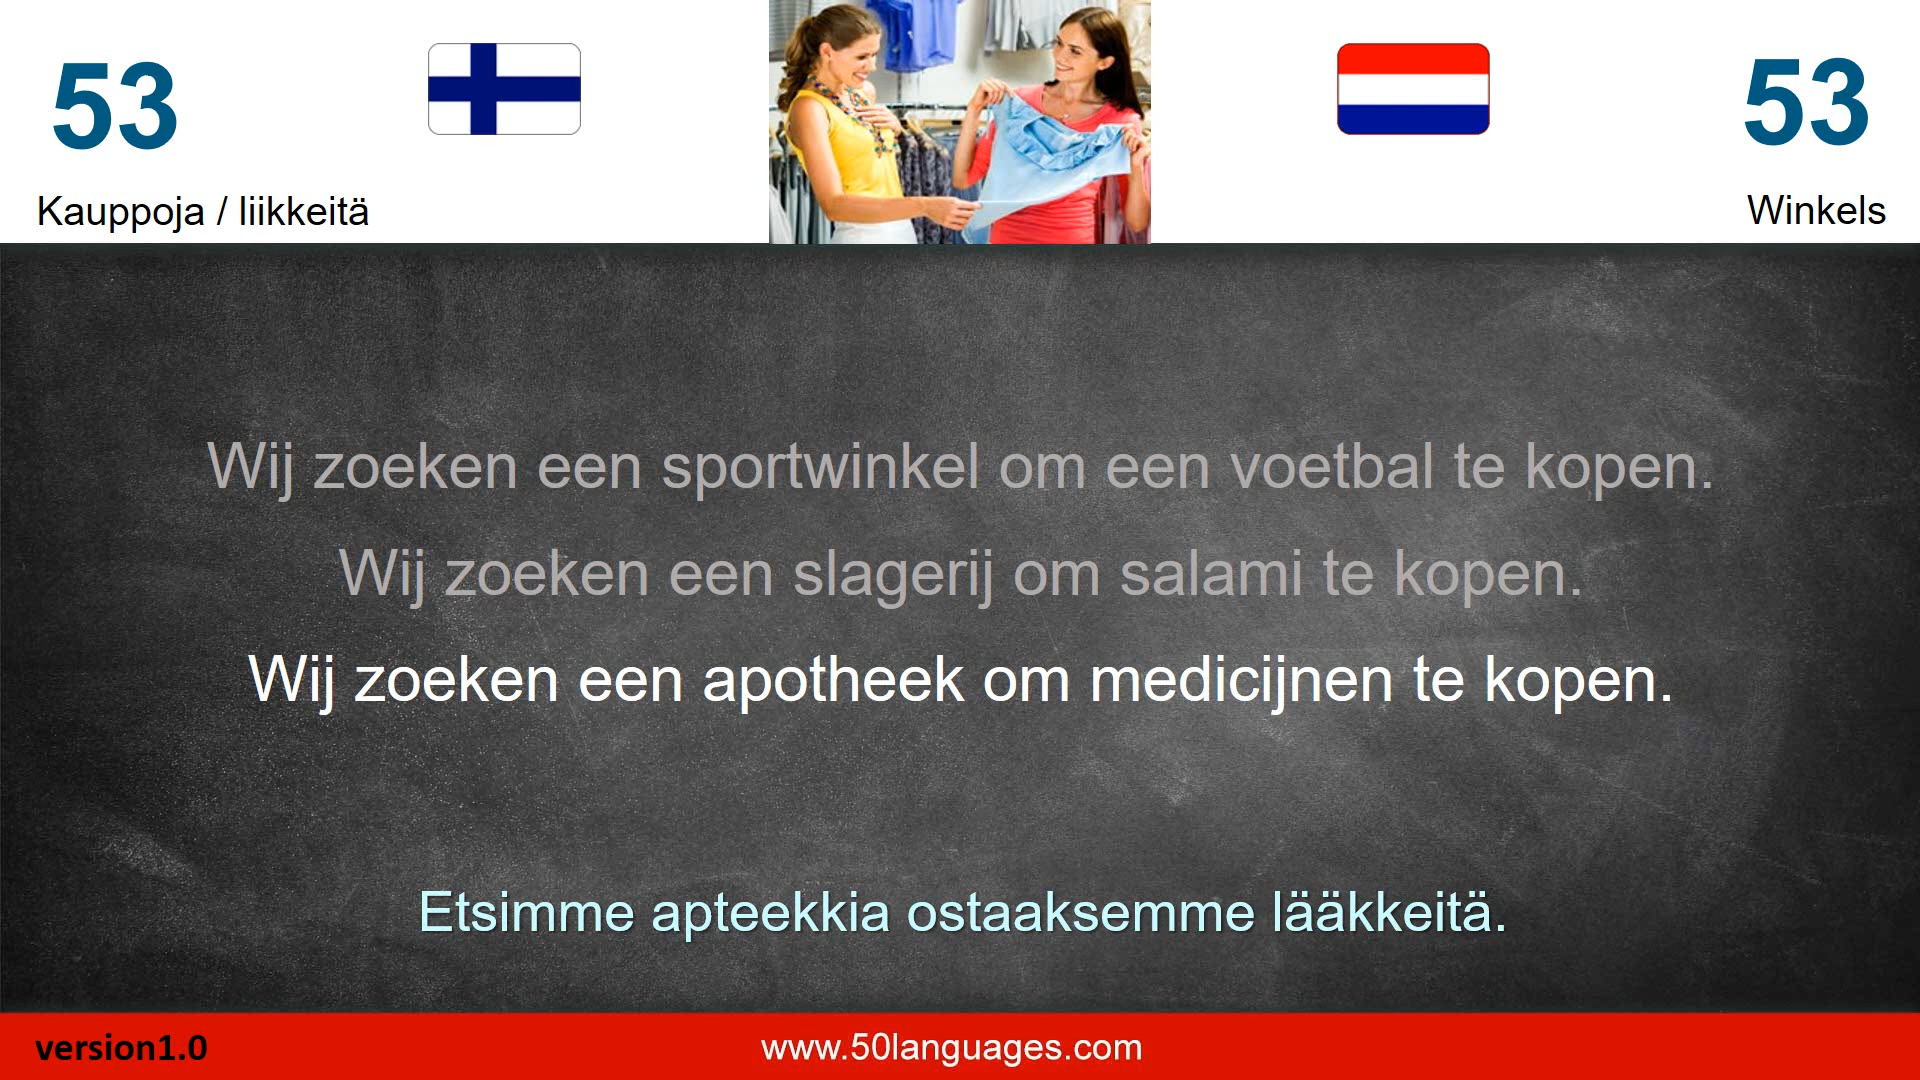 53
53
Kauppoja / liikkeitä
Winkels
Wij zoeken een sportwinkel om een voetbal te kopen.
Wij zoeken een slagerij om salami te kopen.
Wij zoeken een apotheek om medicijnen te kopen.
Etsimme apteekkia ostaaksemme lääkkeitä.
version1.0
www.50languages.com